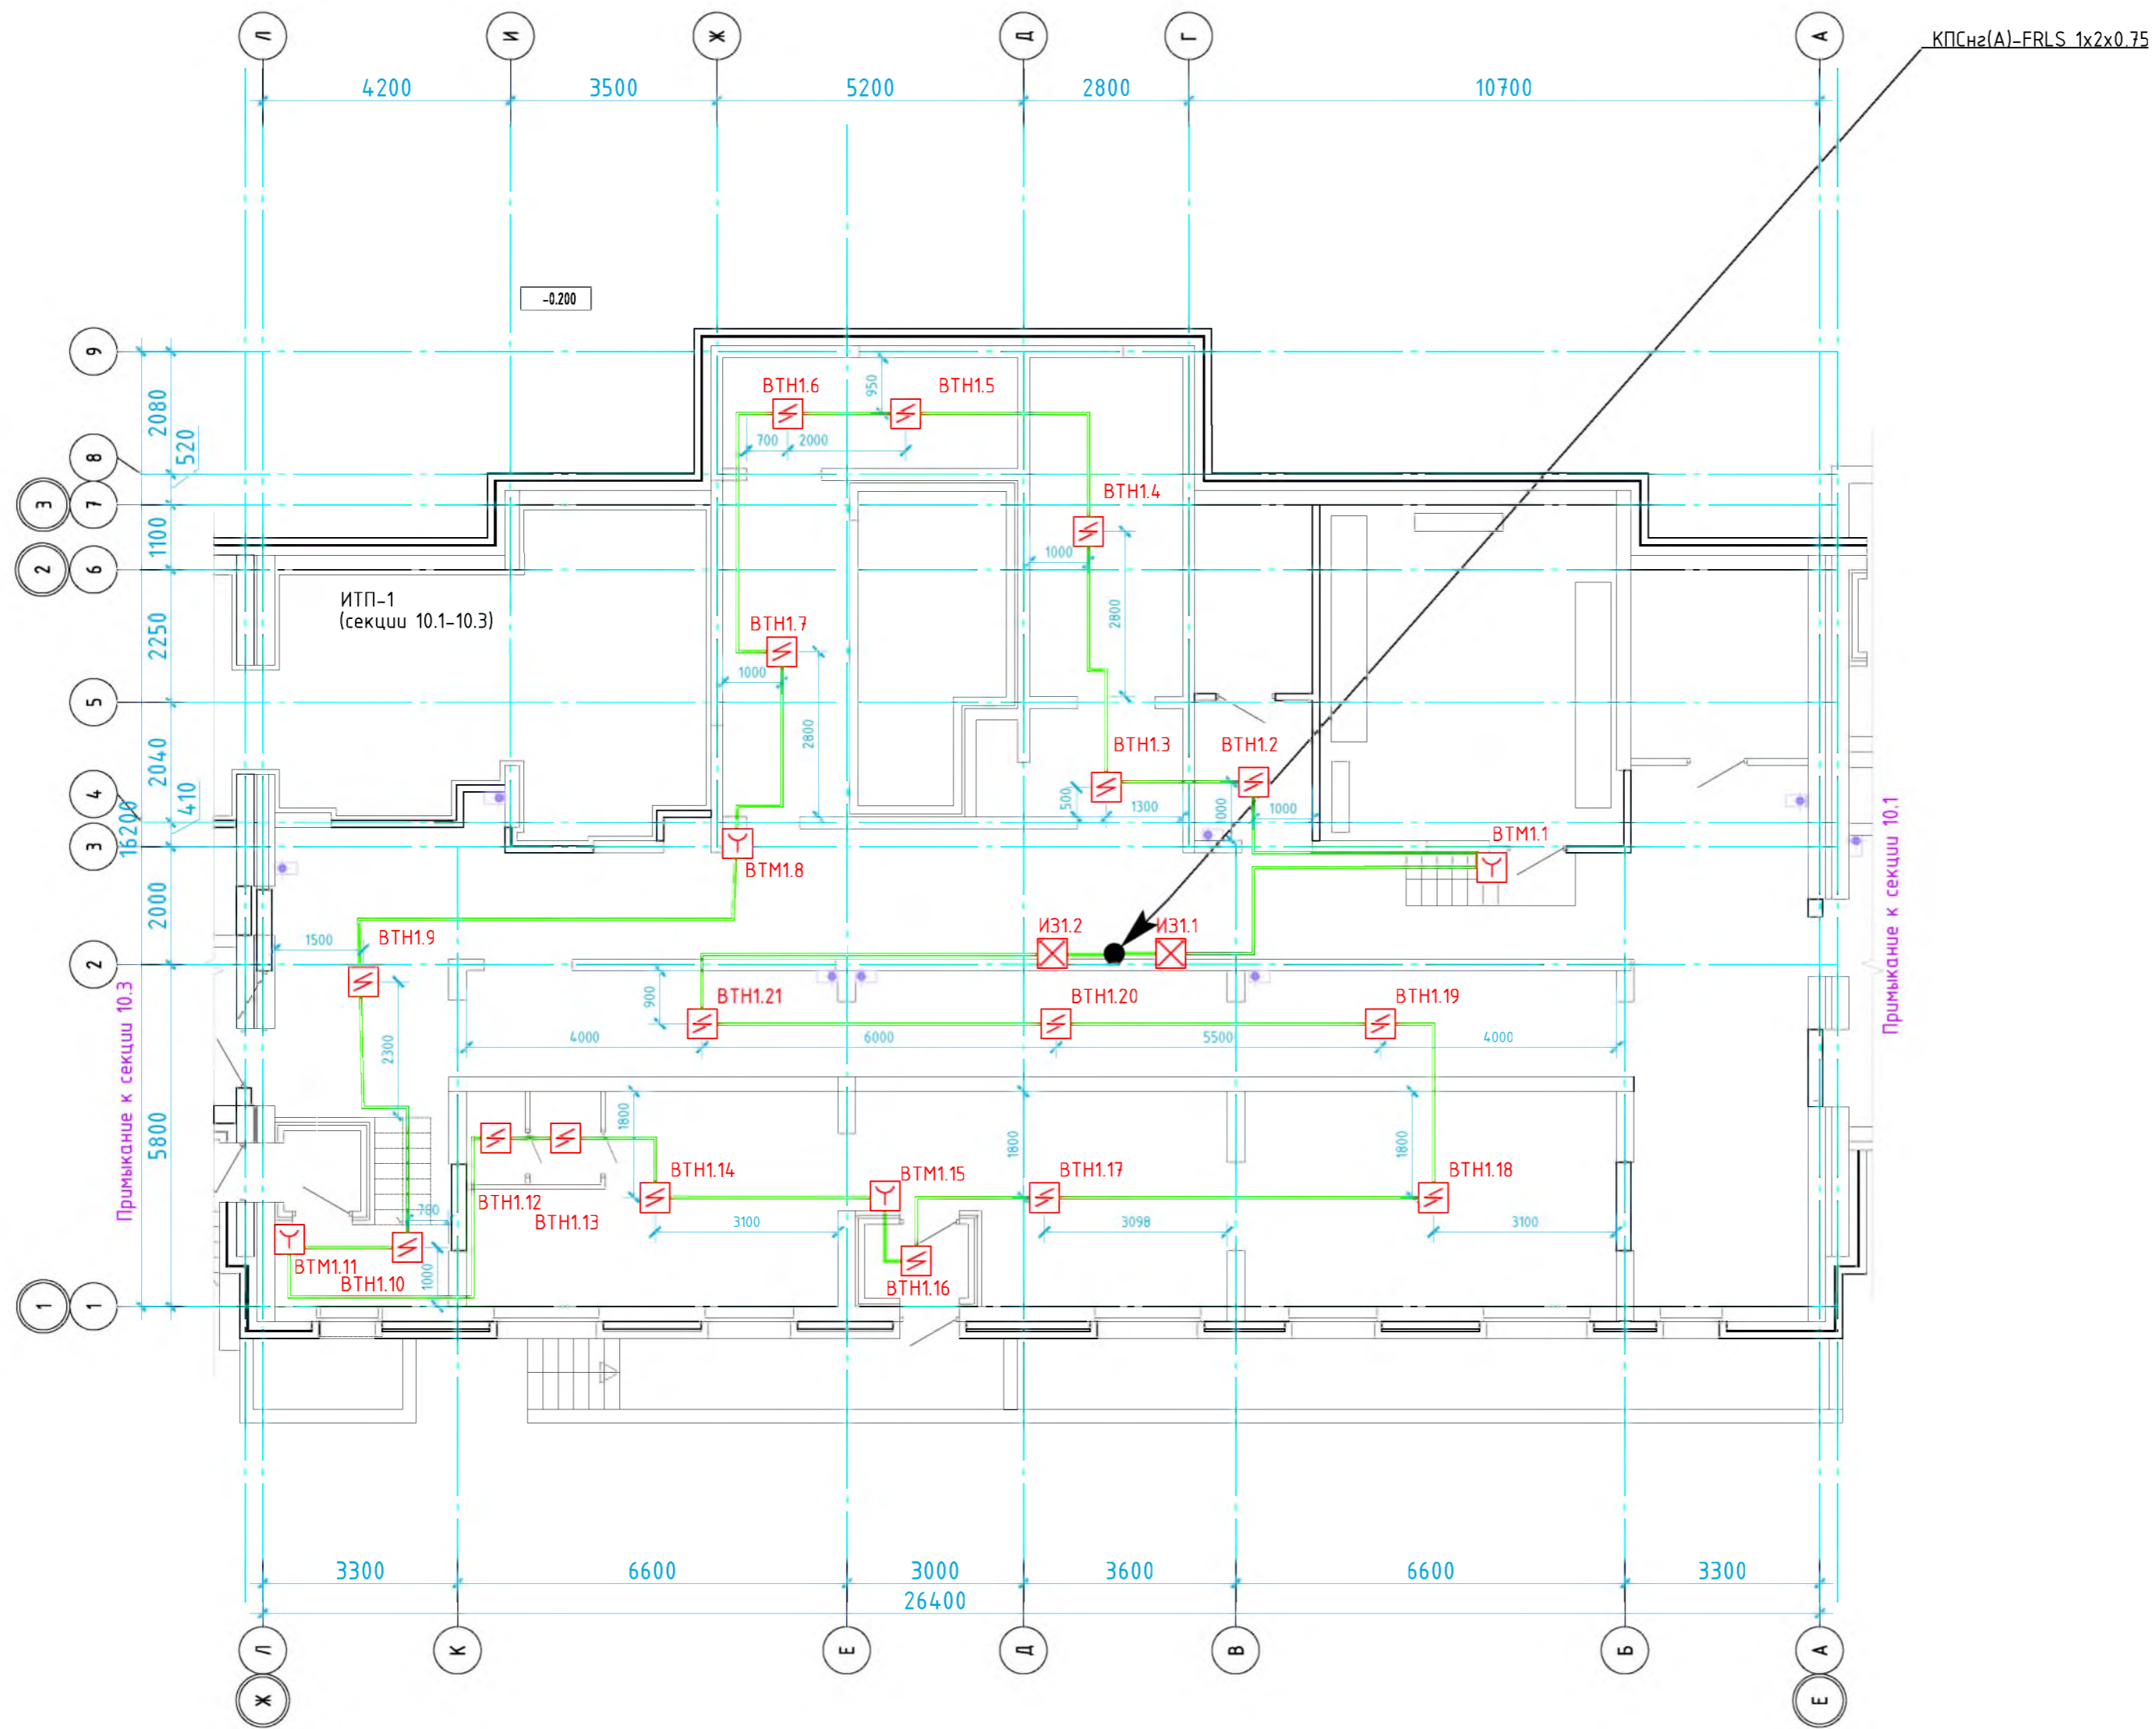 Л
И
Ж
Д
Г
А
КПСнг(А)-FRLS 1x2x0.75
4200
3500
5200
2800
10700
-0.200
9
8
3
7
2
6
5
4
3
2
1
1
2080
520
1100
2250
2040
410
16200
2000
5800
ИТП-1
(секции 10.1-10.3)
ВТН1.6
ВТН1.5
950
700
2000
ВТН1.4
1000
2800
ВТН1.7
1000
2800
ВТН1.3
ВТН1.2
500
1300
1000
1000
ВТМ1.1
ВТМ1.8
Примыкание к секции 10.1
ИЗ1.2
ИЗ1.1
1500
ВТН1.9
Примыкание к секции 10.3
2300
900
ВТН1.21
ВТН1.20
ВТН1.19
4000
6000
5500
4000
1800
1800
1800
ВТН1.12
ВТН1.13
ВТН1.14
ВТМ1.15
ВТН1.17
ВТН1.18
3100
3098
3100
700
ВТМ1.11
ВТН1.10
1000
ВТН1.16
3300
6600
3000
3600
6600
3300
26400
Л
К
Е
Д
В
Б
А
Ж
Е